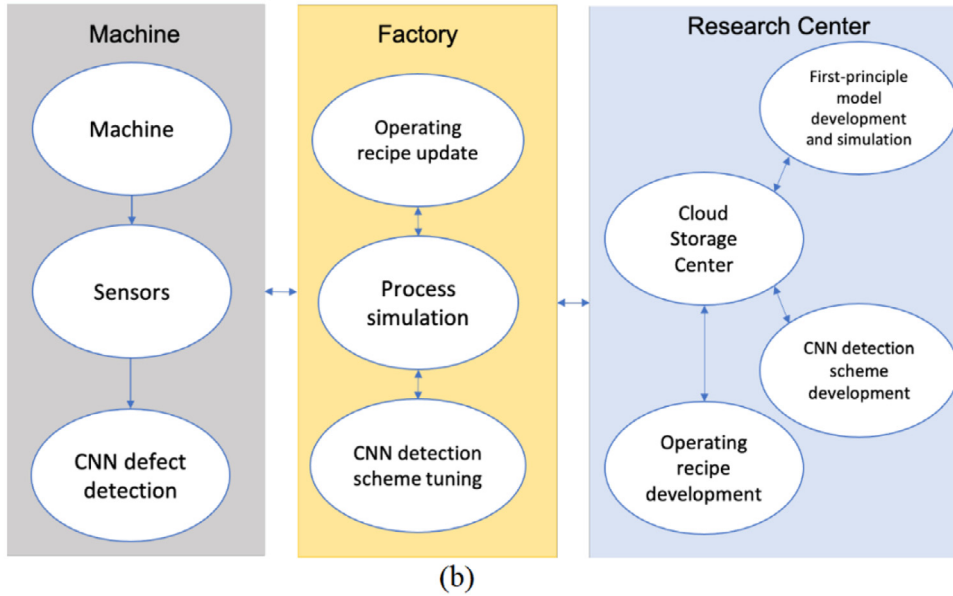 Machine
Machine
Sensors
CNN defect
detection
Factory
Operating
recipe update
Process
simulation
CNN detection
scheme tuning
Research Center
First-principle
model
development
and simulation
Cloud
Storage
Center
CNN detection
scheme
development
Operating
recipe
development
(b)